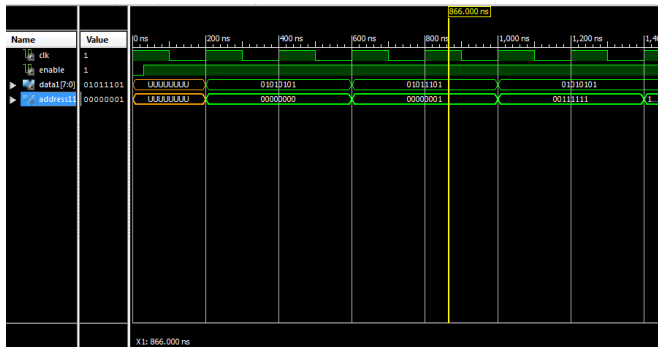 866.000 ns
Name Value 0 ns 200 ns 400 ns 600 ns 800 ns 1,000 ns 1,200 ns 1,4
clk 1
enable 1
data1[7:0] 01011101 UUUUUUUU 01010101 01011101 01010101
address11 00000001 UUUUUUUU 00000000 00000001 00111111 1...
X1: 866.000 ns